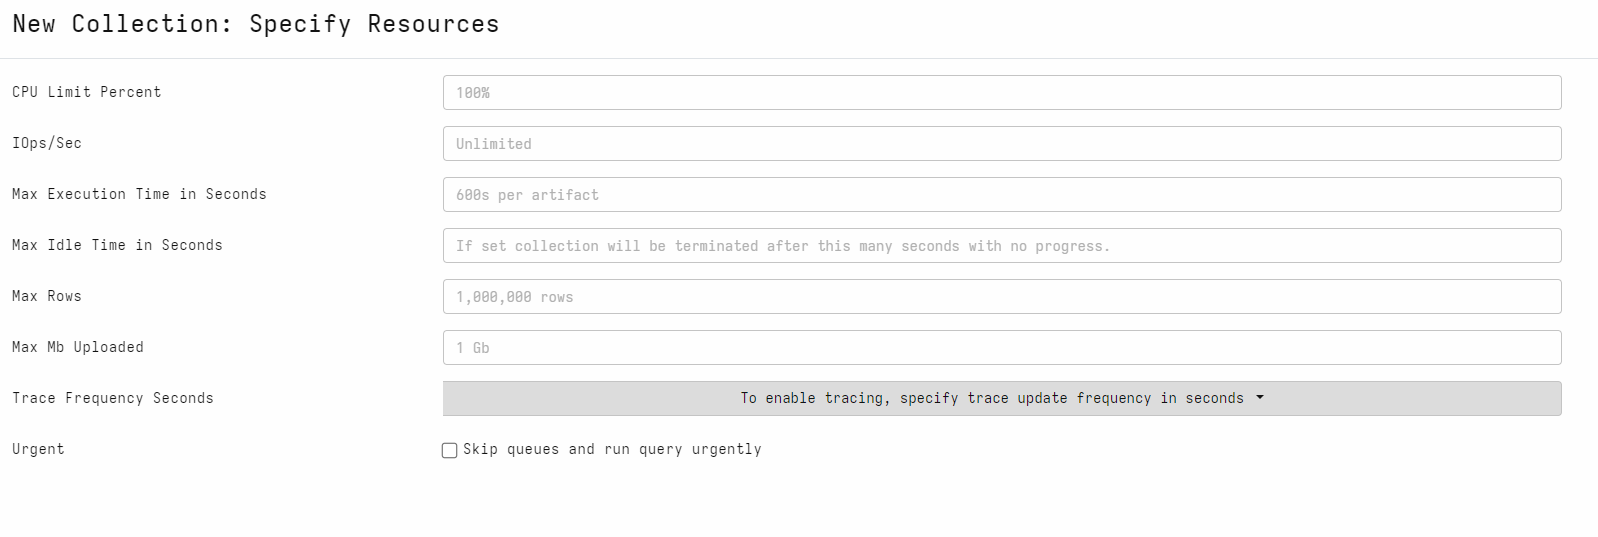 New Collection: Specify Resources
CPU Limit Percent
100%
IOps/Sec
Unlimited
Max Execution Time in Seconds
600s per artifact
Max Idle Time in Seconds
If set collection will be terminated after this many seconds with no progress.
Max Rows
1,000,000 rows
Max Mb Uploaded
1 Gb
Trace Frequency Seconds
To enable tracing, specify trace update frequency in seconds
Urgent
Skip queues and run query urgently